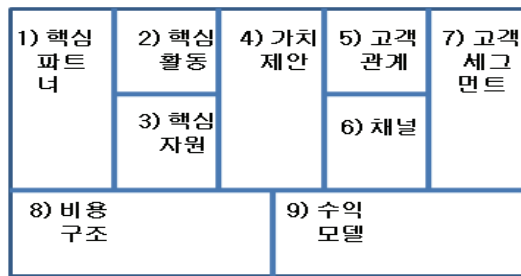 1) 핵심
파트
너
2) 핵심
활동
3) 핵심
자원
4) 가치
제안
5) 고객
관계
6) 채널
7) 고객
세그
먼트
8) 비용
구조
9) 수익
모델